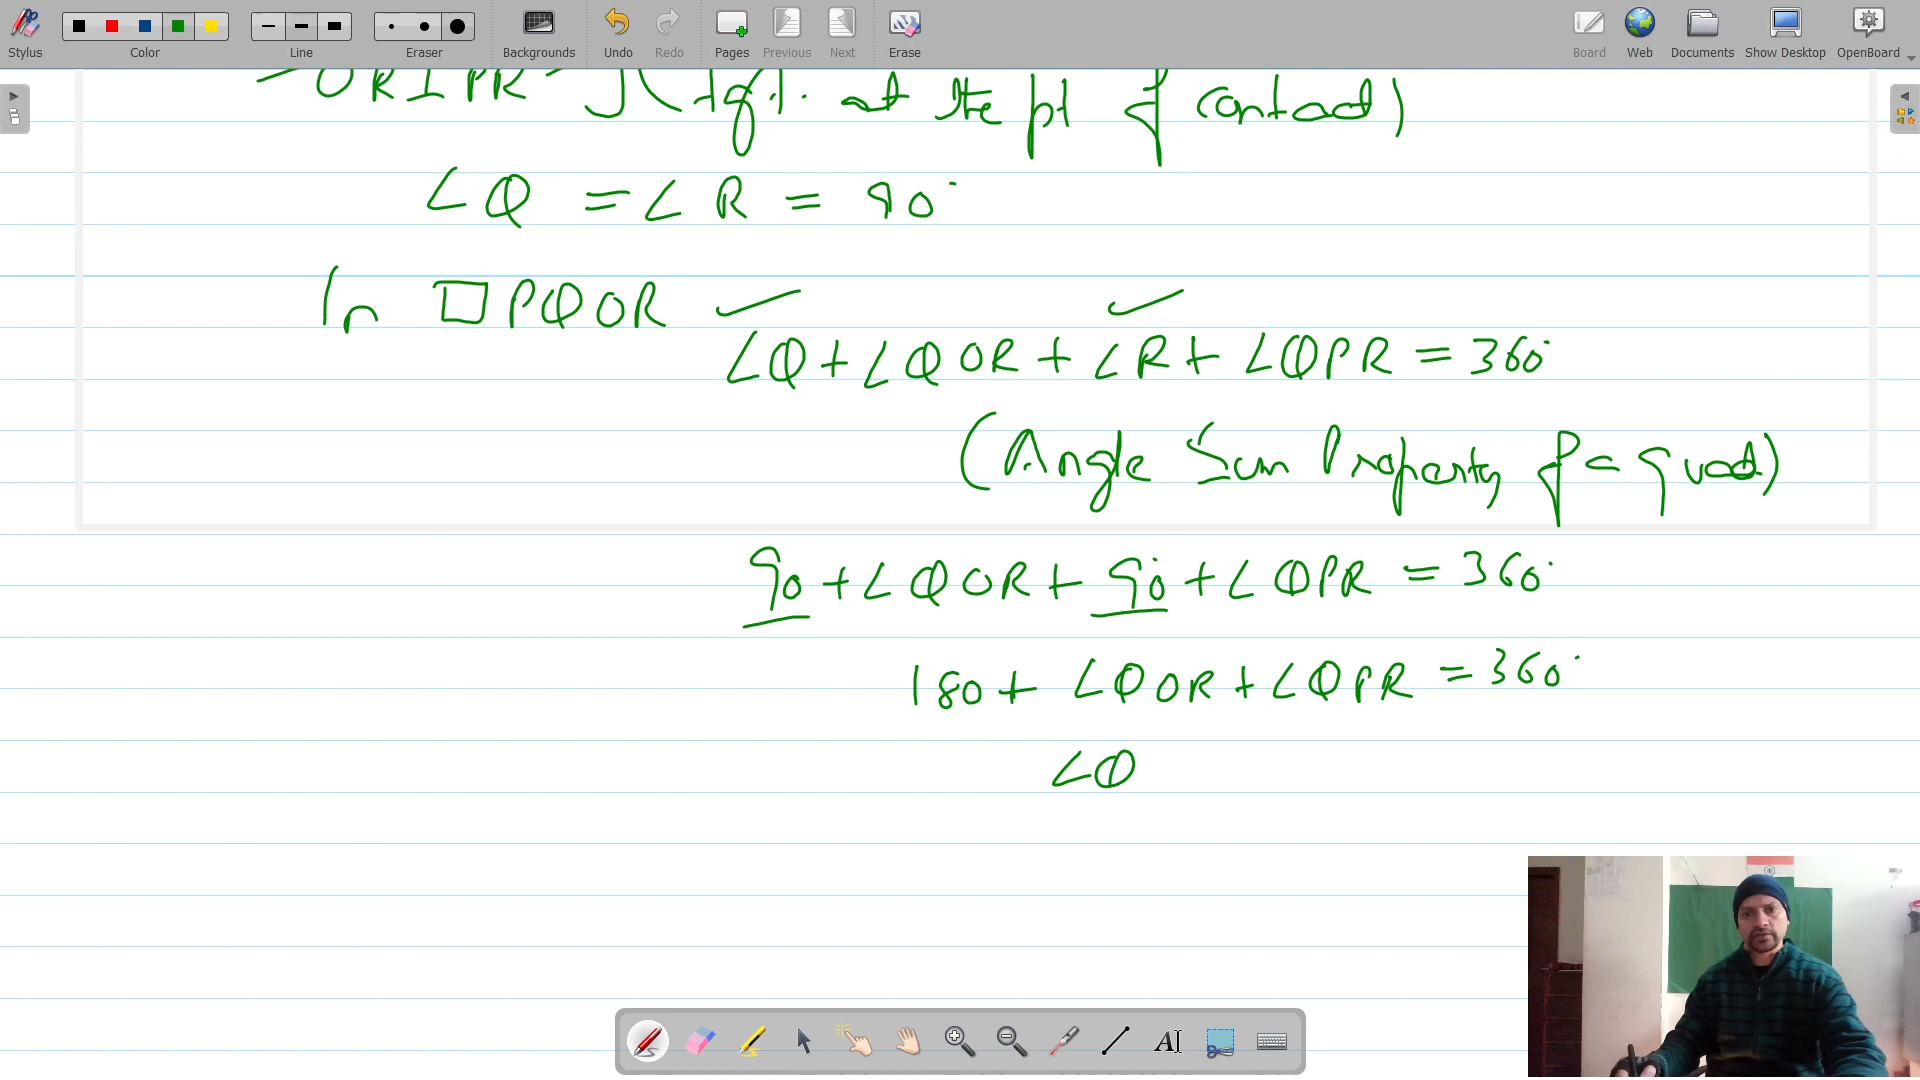 Stylus Color Line Eraser Backgrounds Undo Redo Pages Previous Next Erase Board Web Documents Show Desktop OpenBoard
OR ⊥ PR at the pt of contact)
∠Q = ∠R = 90°
In □PQOR ✓ ✓
∠Q + ∠QOR + ∠R + ∠QPR = 360°
(Angle Sum Property of a quad)
90 + ∠QOR + 90° + ∠QPR = 360°
180 + ∠QOR + ∠QPR = 360°
∠Q